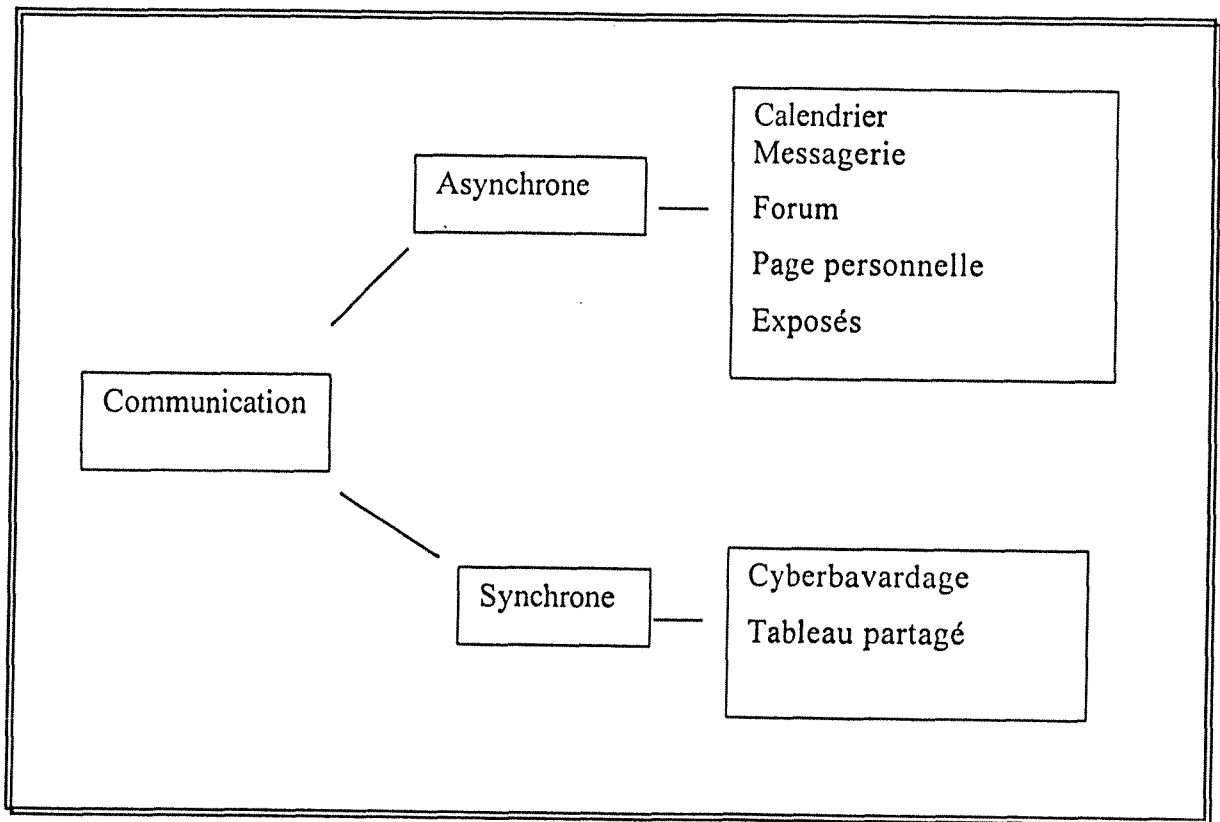 Communication
Asynchrone
Calendrier
Messagerie
Forum
Page personnelle
Exposés
Synchrone
Cyberbavardage
Tableau partagé